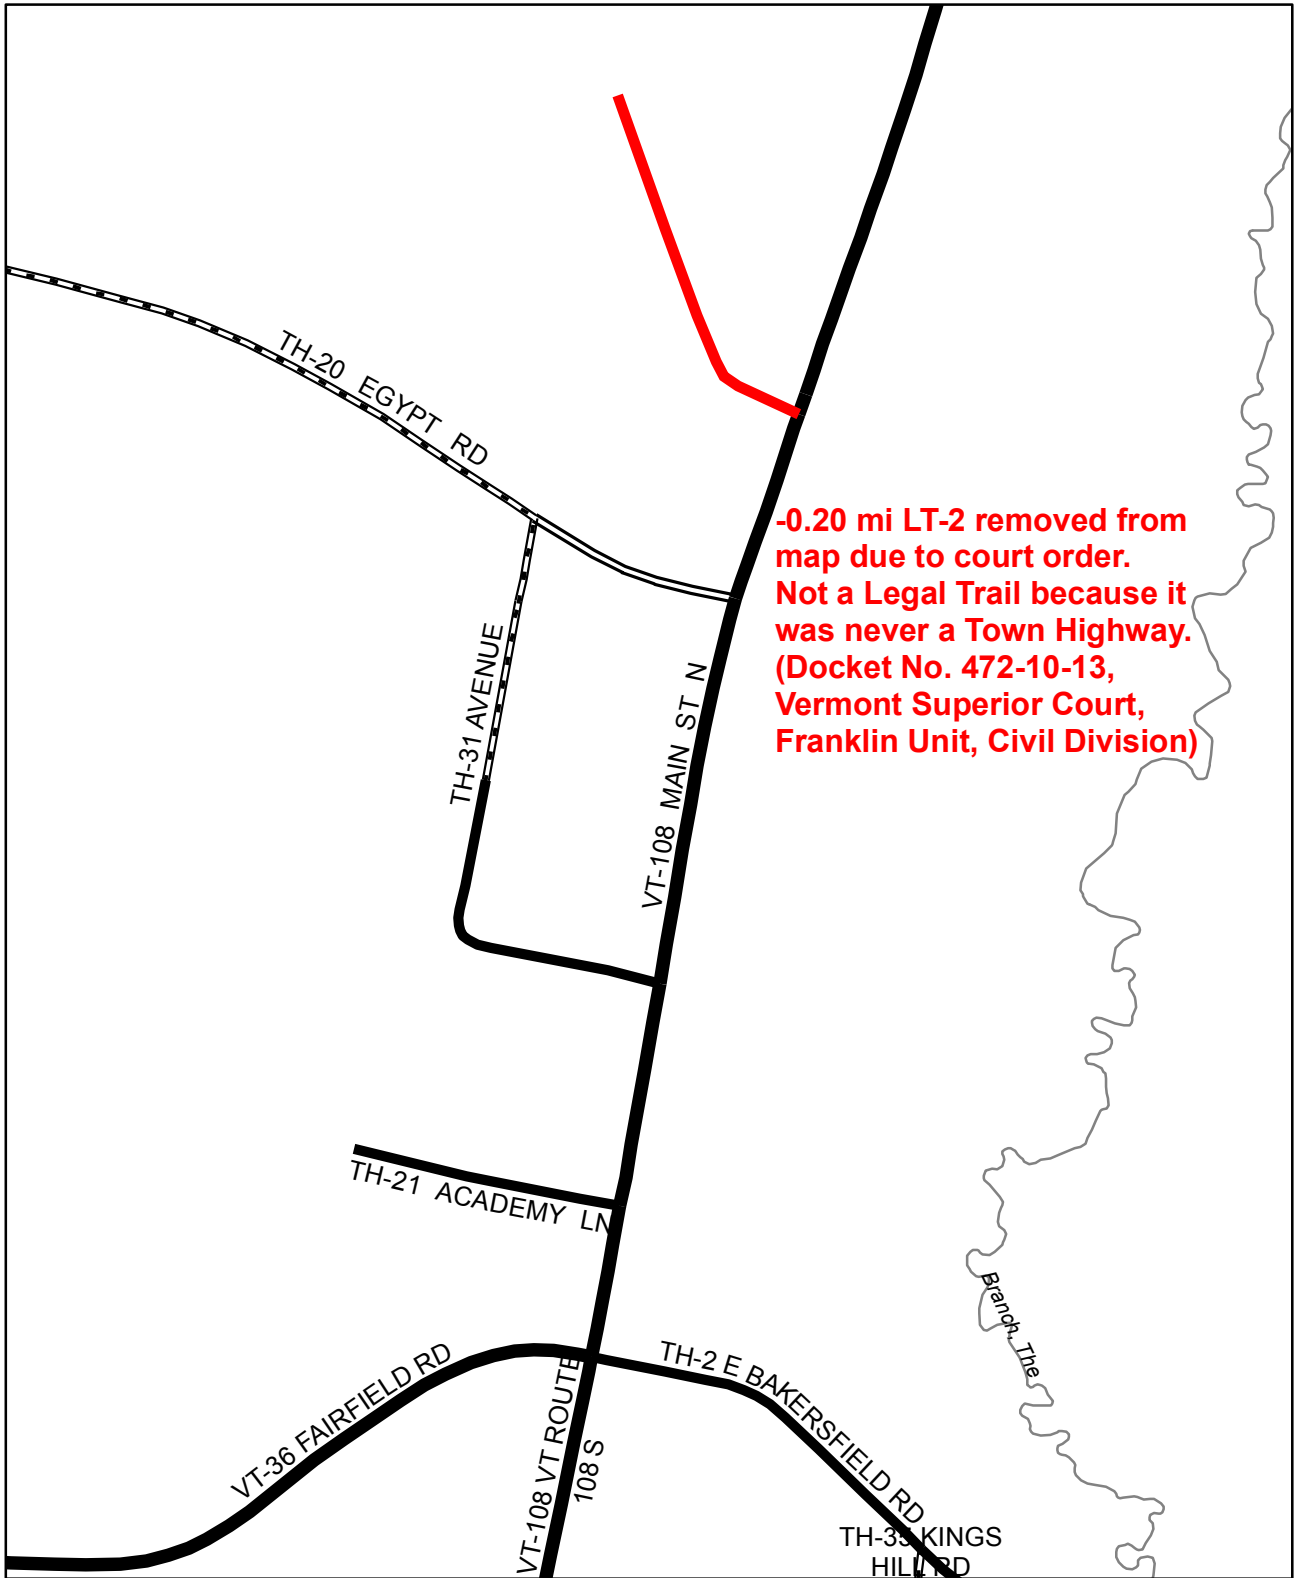 TH-20 EGYPT RD
-0.20 mi LT-2 removed from
map due to court order.
Not a Legal Trail because it
was never a Town Highway.
(Docket No. 472-10-13,
Vermont Superior Court,
Franklin Unit, Civil Division)
TH-31 AVENUE
VT-108 MAIN ST N
TH-21 ACADEMY LN
Branch, The
VT-36 FAIRFIELD RD
TH-2 E BAKERSFIELD RD
VT-108 VT ROUTE
108 S
TH-35 KINGS
HILL RD